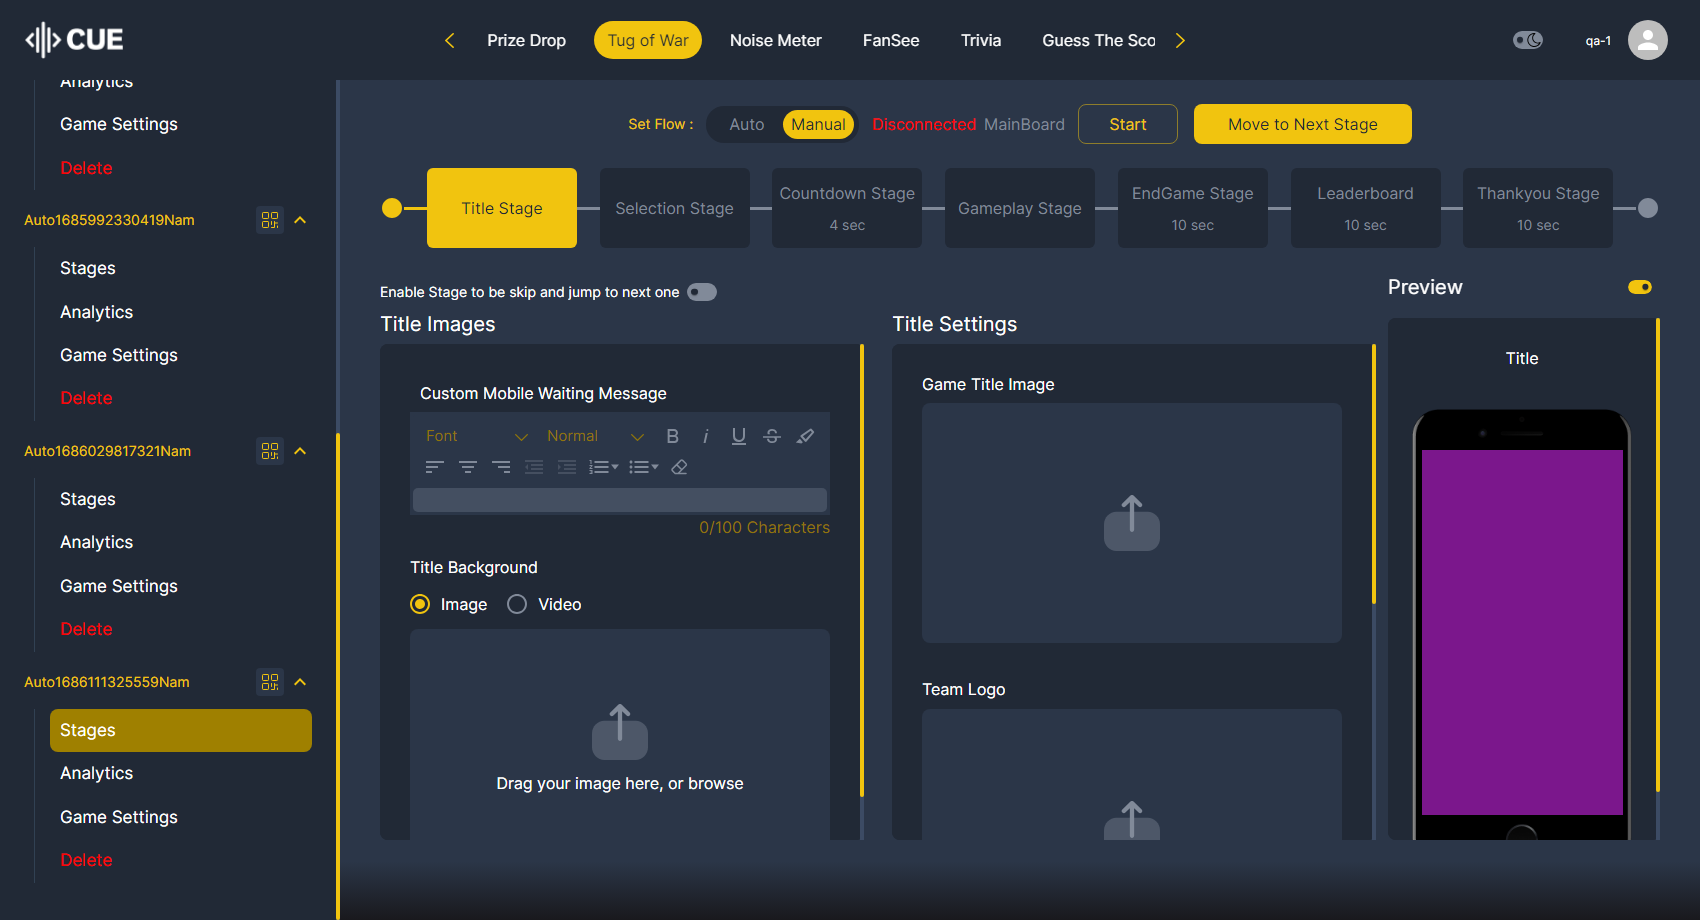 CUE
Prize Drop
Tug of War
Noise Meter
FanSee
Trivia
Guess The Sco
qa-1
Analytics
Game Settings
Delete
Auto1685992330419Nam
Stages
Analytics
Game Settings
Delete
Auto1686029817321Nam
Stages
Analytics
Game Settings
Delete
Auto1686111325559Nam
Stages
Analytics
Game Settings
Delete
Set Flow :
Auto
Manual
Disconnected MainBoard
Start
Move to Next Stage
Title Stage
Selection Stage
Countdown Stage
4 sec
Gameplay Stage
EndGame Stage
10 sec
Leaderboard
10 sec
Thankyou Stage
10 sec
Enable Stage to be skip and jump to next one
Title Images
Custom Mobile Waiting Message
Font
Normal
B i U S
0/100 Characters
Title Background
Image
Video
Drag your image here, or browse
Title Settings
Game Title Image
Team Logo
Preview
Title